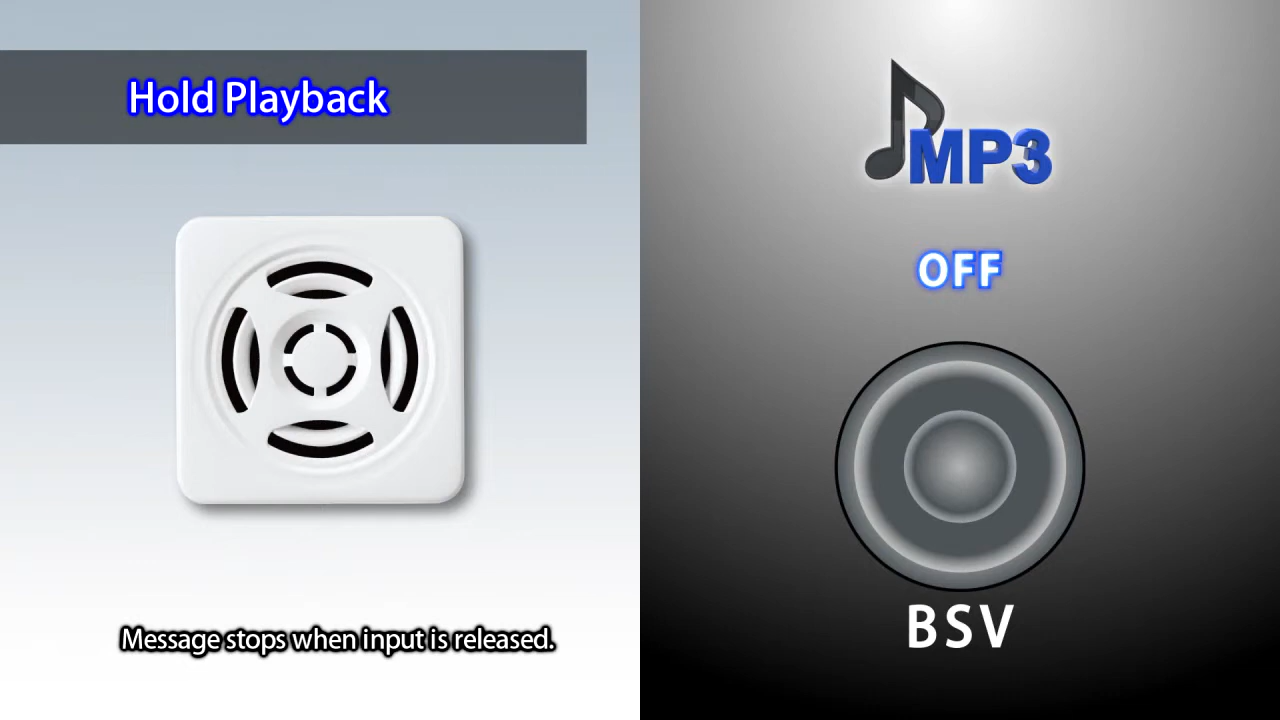 Hold Playback
Message stops when input is released.
MP3
OFF
BSV